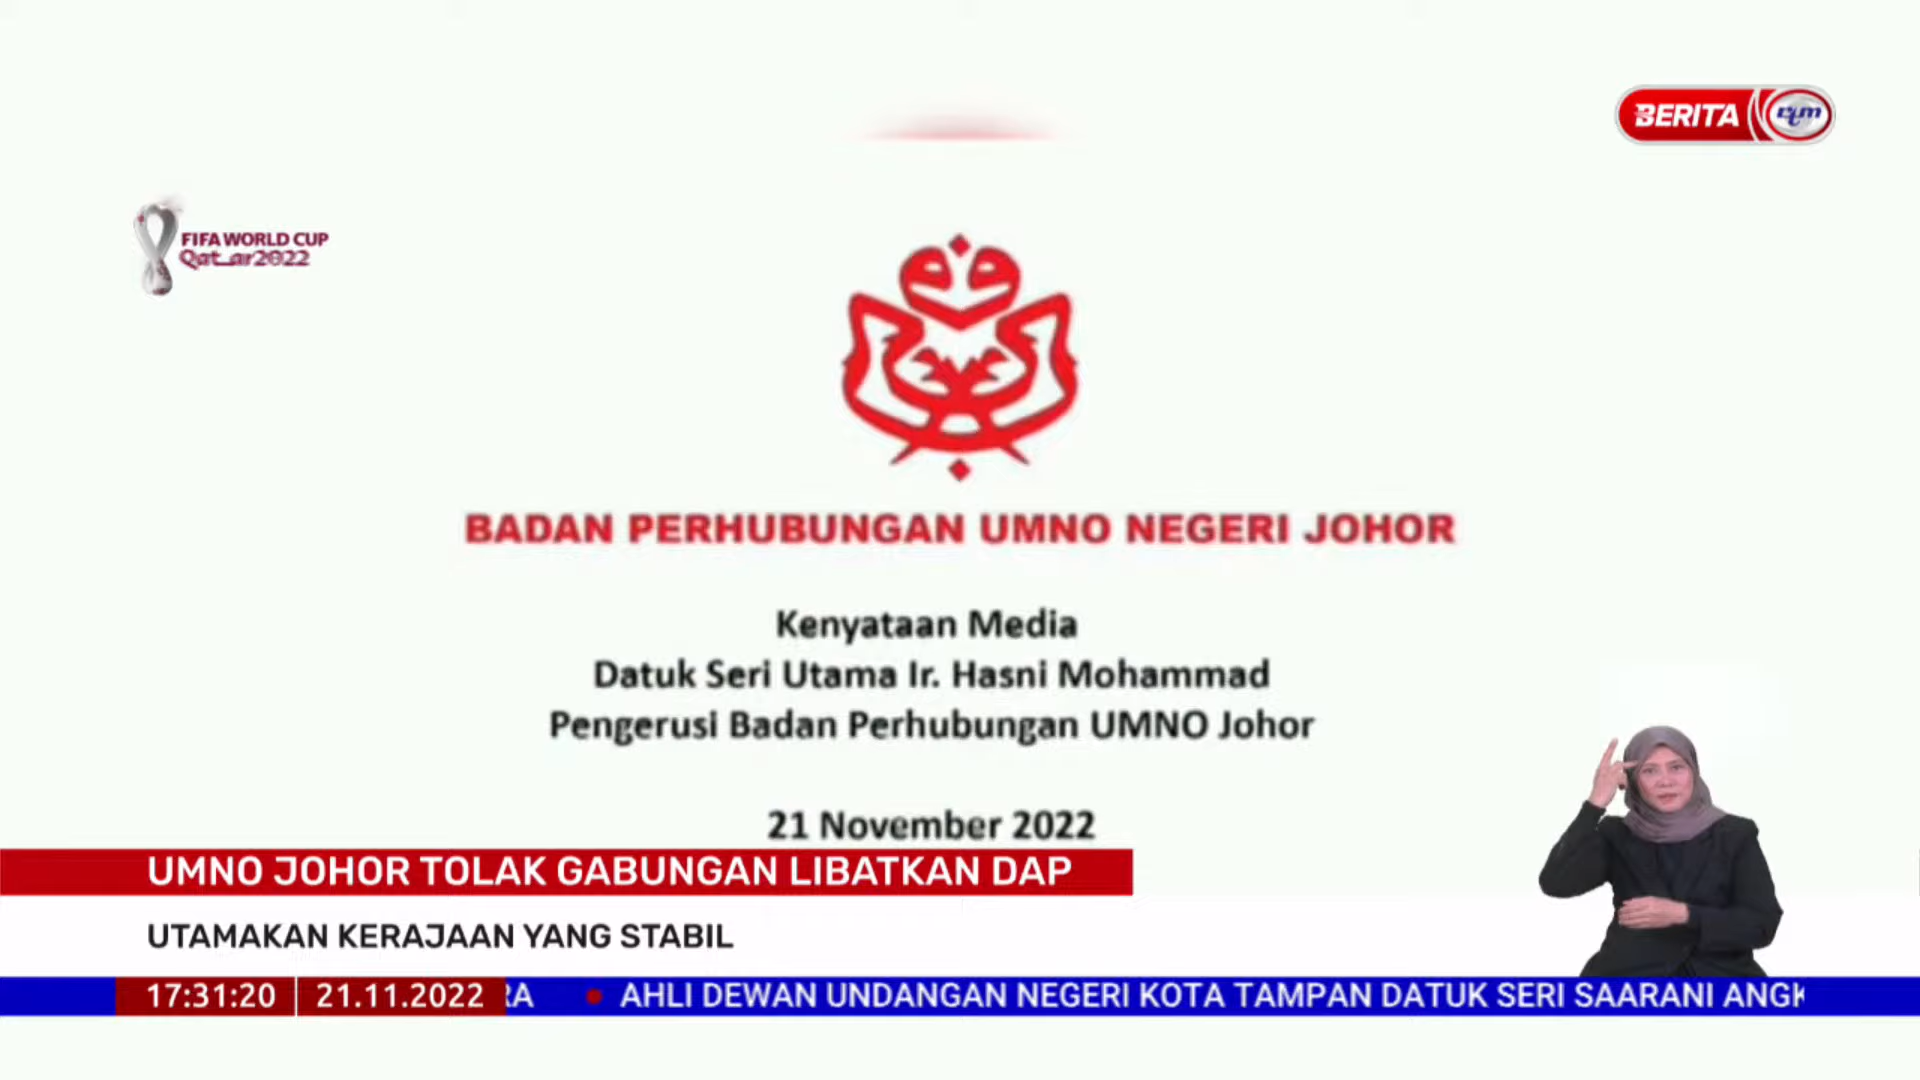 BERITA rtm
FIFA WORLD CUP
Qatar2022
BADAN PERHUBUNGAN UMNO NEGERI JOHOR
Kenyataan Media
Datuk Seri Utama Ir. Hasni Mohammad
Pengerusi Badan Perhubungan UMNO Johor
21 November 2022
UMNO JOHOR TOLAK GABUNGAN LIBATKAN DAP
UTAMAKAN KERAJAAN YANG STABIL
17:31:20 21.11.2022 RA • AHLI DEWAN UNDANGAN NEGERI KOTA TAMPAN DATUK SERI SAARANI